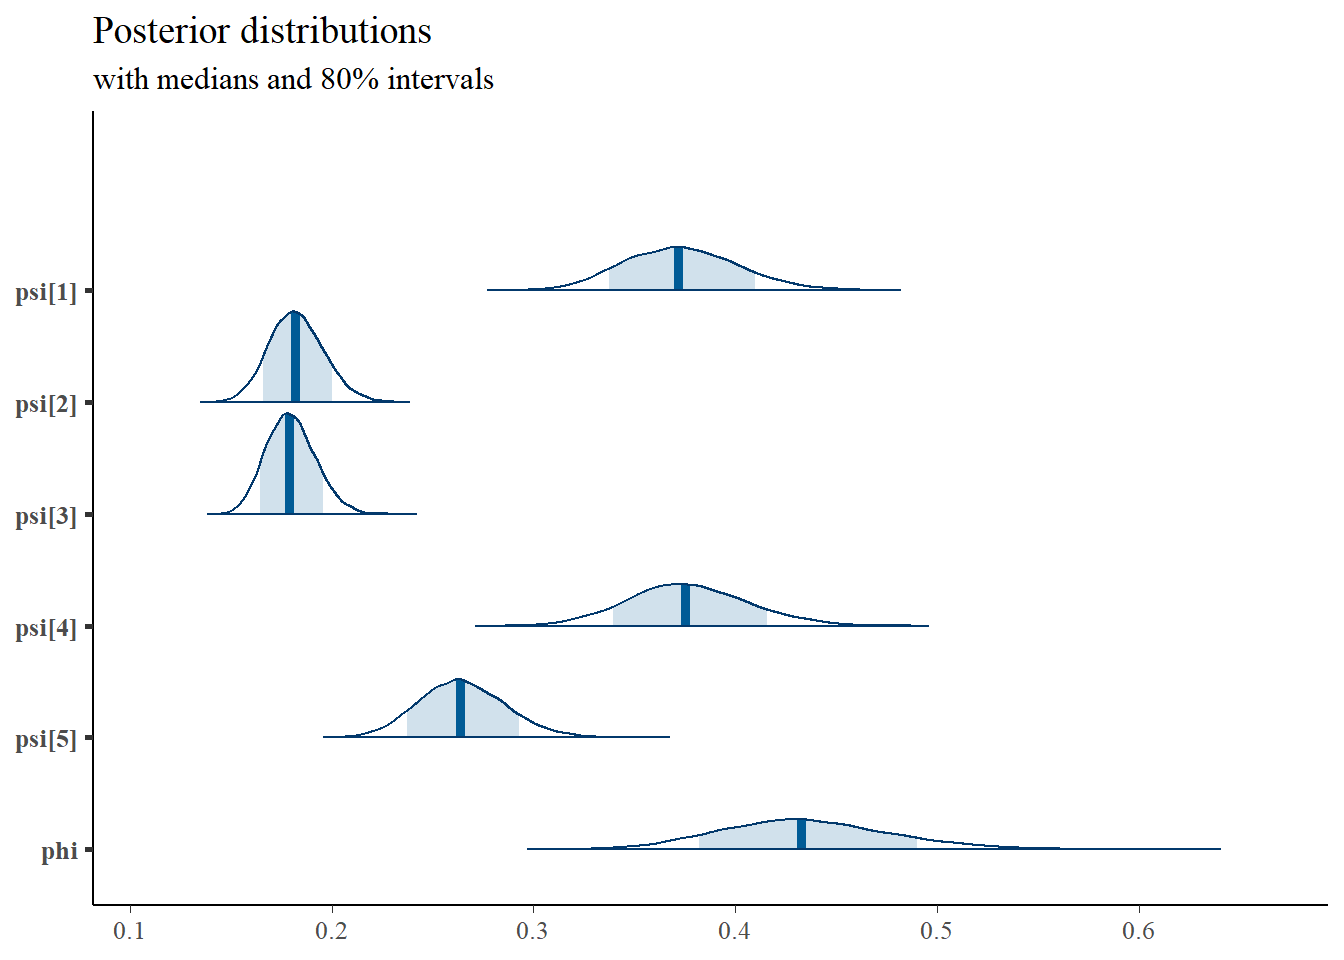 Posterior distributions
with medians and 80% intervals
psi[1]
psi[2]
psi[3]
psi[4]
psi[5]
phi
0.1 0.2 0.3 0.4 0.5 0.6